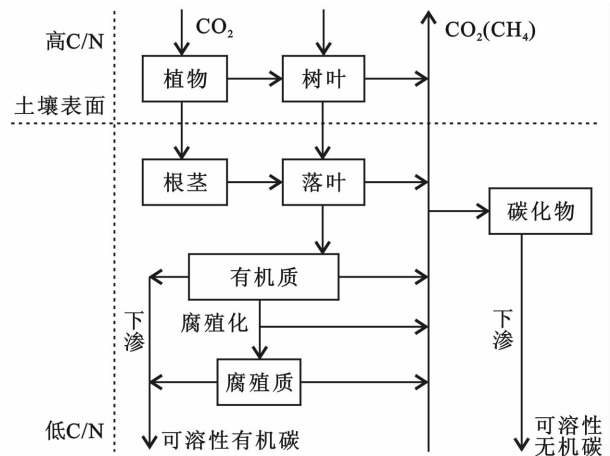 高C/N
CO₂
CO₂(CH₄)
植物
树叶
土壤表面
根茎
落叶
碳化物
有机质
下渗
腐殖化
下渗
腐殖质
低C/N
可溶性有机碳
可溶性
无机碳